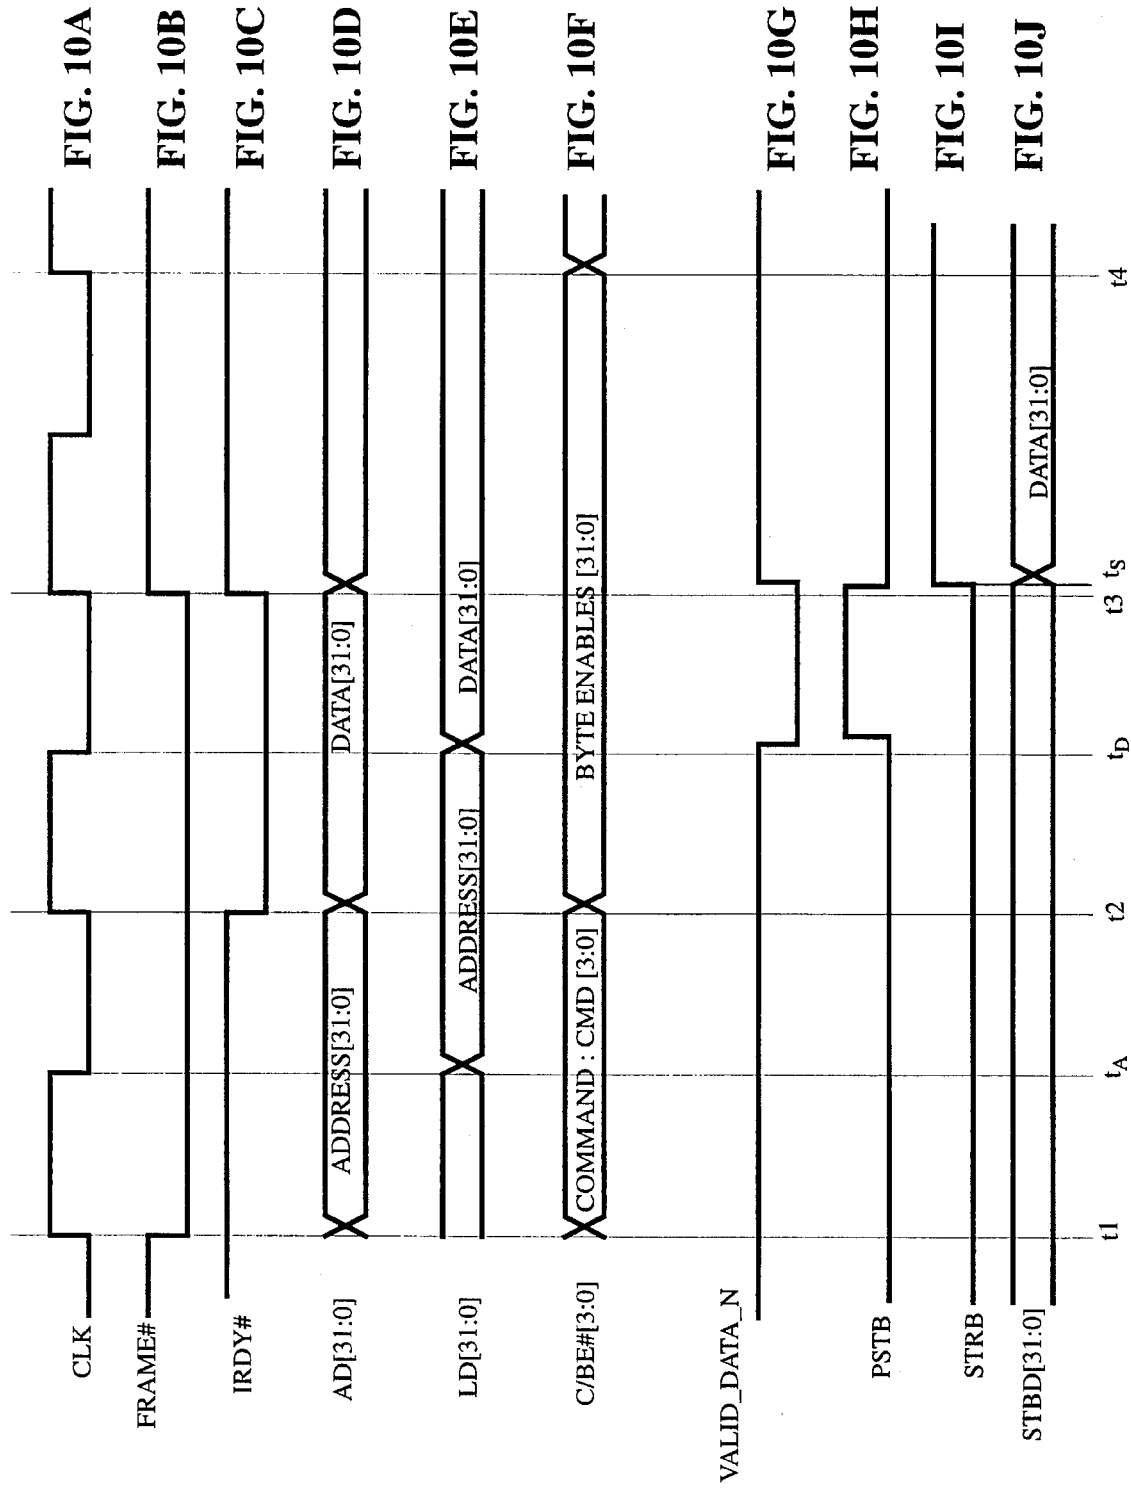 CLK
FIG. 10A
FRAME#
FIG. 10B
IRDY#
FIG. 10C
AD[31:0]
ADDRESS[31:0]
DATA[31:0]
FIG. 10D
LD[31:0]
ADDRESS[31:0]
DATA[31:0]
FIG. 10E
C/BE#[3:0]
COMMAND : CMD [3:0]
BYTE ENABLES [31:0]
FIG. 10F
VALID_DATA_N
FIG. 10G
PSTB
FIG. 10H
STRB
FIG. 10I
STBD[31:0]
DATA[31:0]
FIG. 10J
t1
tA
t2
tD
t3
tS
t4